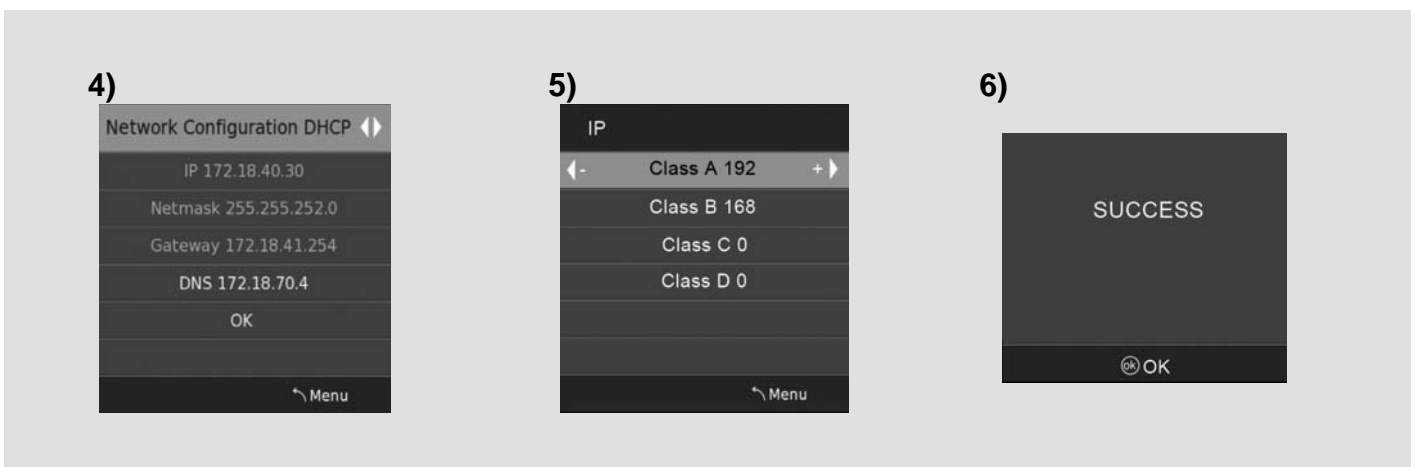 4)
Network Configuration DHCP
IP 172.18.40.30
Netmask 255.255.252.0
Gateway 172.18.41.254
DNS 172.18.70.4
OK
Menu
5)
IP
- Class A 192 +
Class B 168
Class C 0
Class D 0
Menu
6)
SUCCESS
ok OK